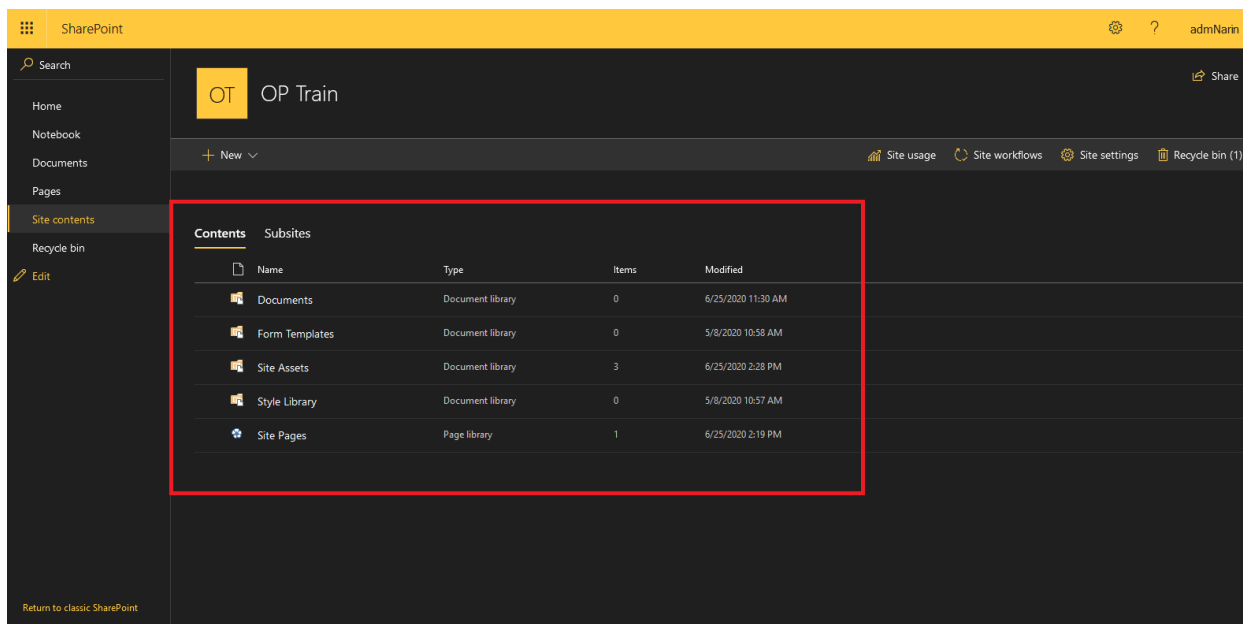 SharePoint
? admNarin
Search
Home
Notebook
Documents
Pages
Site contents
Recycle bin
Edit
Return to classic SharePoint
OT OP Train
Share
New
Site usage Site workflows Site settings Recycle bin (1)
Contents Subsites
Name Type Items Modified
Documents Document library 0 6/25/2020 11:30 AM
Form Templates Document library 0 5/8/2020 10:58 AM
Site Assets Document library 3 6/25/2020 2:28 PM
Style Library Document library 0 5/8/2020 10:57 AM
Site Pages Page library 1 6/25/2020 2:19 PM